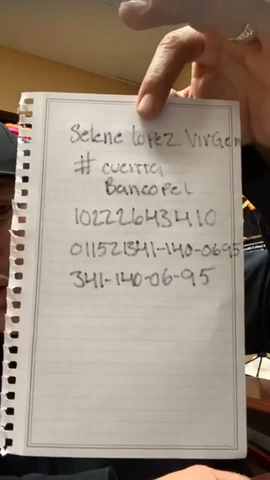 Selene Lopez Virgen
# cuenta
Bancopel
10222643410
011521341-140-0695
341-140-06-95